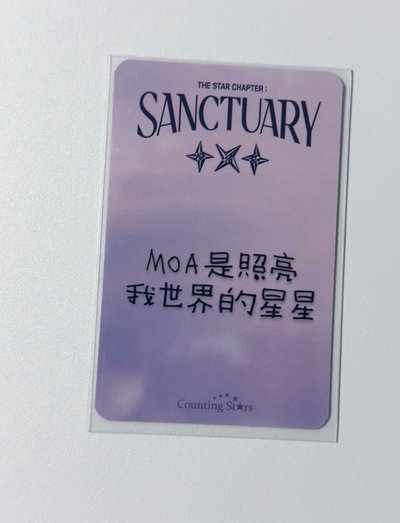 THE STAR CHAPTER :
SANCTUARY
MOA是照亮
我世界的星星
Counting Stars